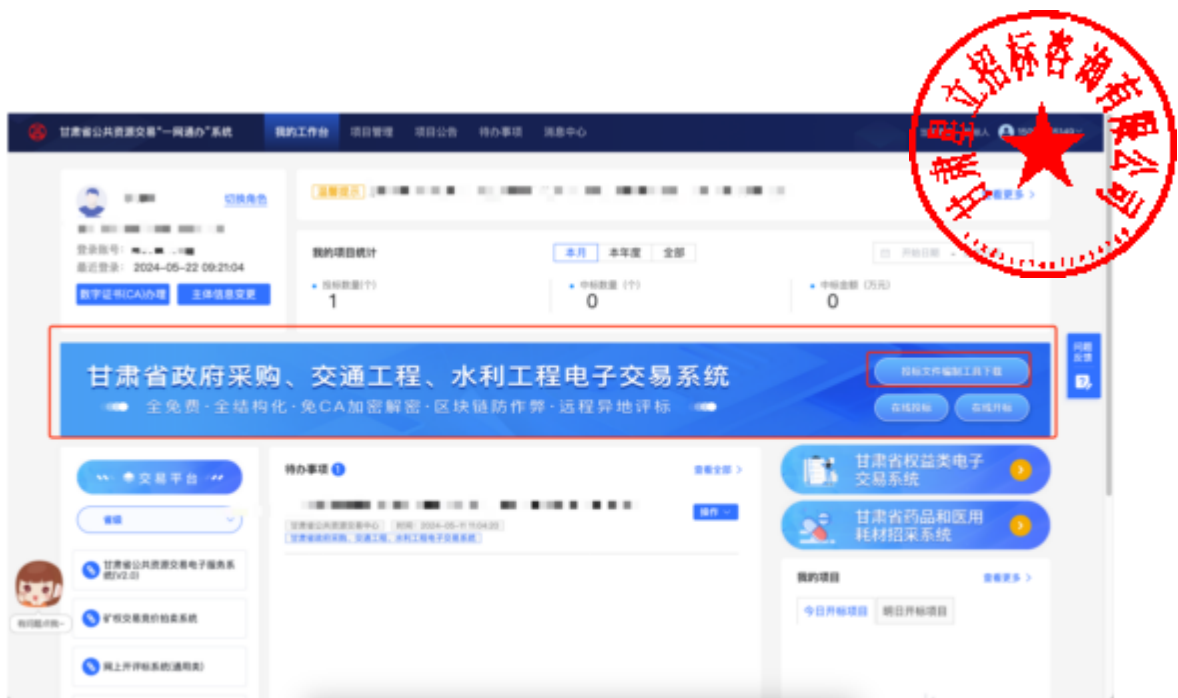 甘肃省公共资源交易“一网通办”系统 我的工作台 项目管理 项目公告 待办事项 消息中心
切换角色
温馨提示
查看更多 >
登录账号：
最近登录： 2024-05-22 09:21:04
数字证书(CA)办理 主体信息变更
我的项目统计 本月 本年度 全部 开始日期 -
投标数量(个) 中标数量 (个) 中标金额 (万元)
1 0 0
甘肃省政府采购、交通工程、水利工程电子交易系统
全免费·全结构化·免CA加密解密·区块链防作弊·远程异地评标
投标文件编制工具下载
在线投标 在线开标
问题反馈
交易平台
省级
待办事项 1 查看全部 >
操作
甘肃省公共资源交易中心 时间: 2024-05-11 11:04:20
甘肃省政府采购、交通工程、水利工程电子交易系统
甘肃省权益类电子
交易系统
甘肃省药品和医用
耗材招采系统
甘肃省公共资源交易电子服务系
统(V2.0)
矿权交易竞价拍卖系统
网上开评标系统(通用类)
我的项目 查看更多 >
今日开标项目 明日开标项目
有问题点我~